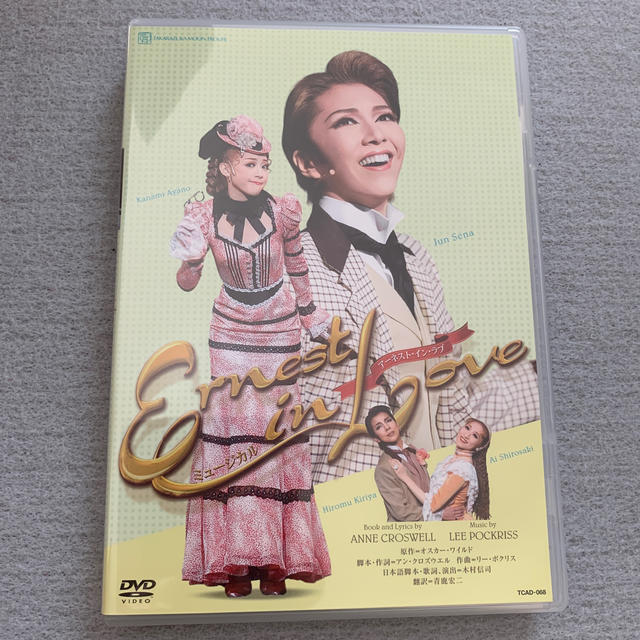 TAKARAZUKA MOON TROUPE
Kanami Ayano
Jun Sena
Ernest
in Love
アーネスト・イン・ラブ
ミュージカル
Hiromu Kiriya
Ai Shirosaki
Book and Lyrics by
ANNE CROSWELL
Music by
LEE POCKRISS
原作=オスカー・ワイルド
脚本・作詞=アン・クロズウエル 作曲=リー・ポクリス
日本語脚本・歌詞、演出=木村信司
翻訳=青鹿宏二
DVD
VIDEO
TCAD-068